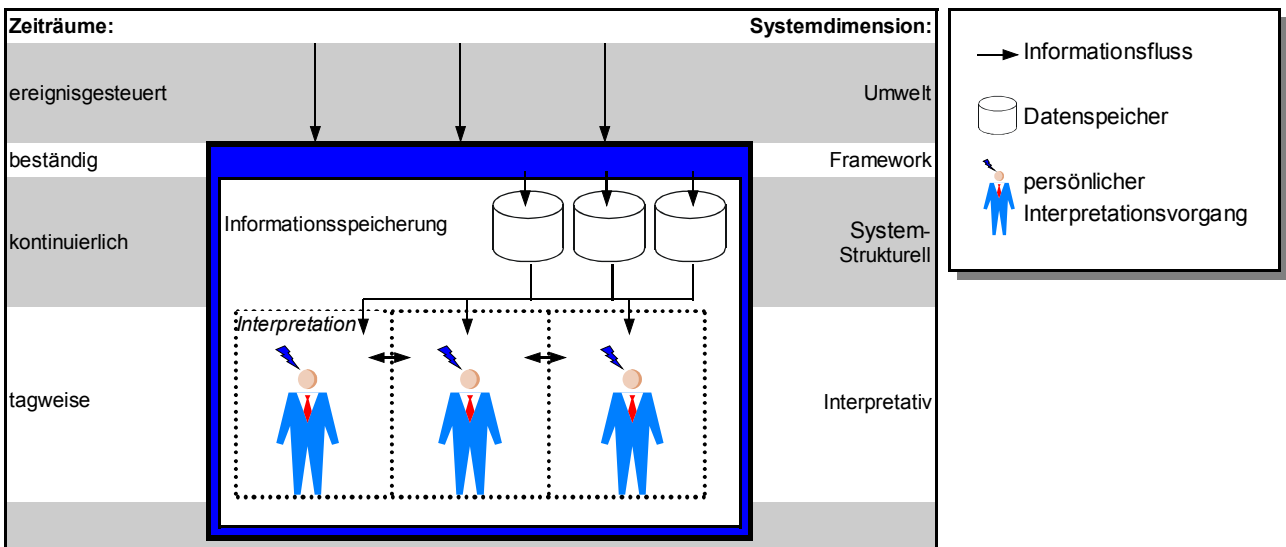 Zeiträume:
Systemdimension:
ereignisgesteuert
Umwelt
beständig
Framework
Informationsspeicherung
kontinuierlich
System-
Strukturell
Interpretation
tagweise
Interpretativ
Informationsfluss
Datenspeicher
persönlicher
Interpretationsvorgang